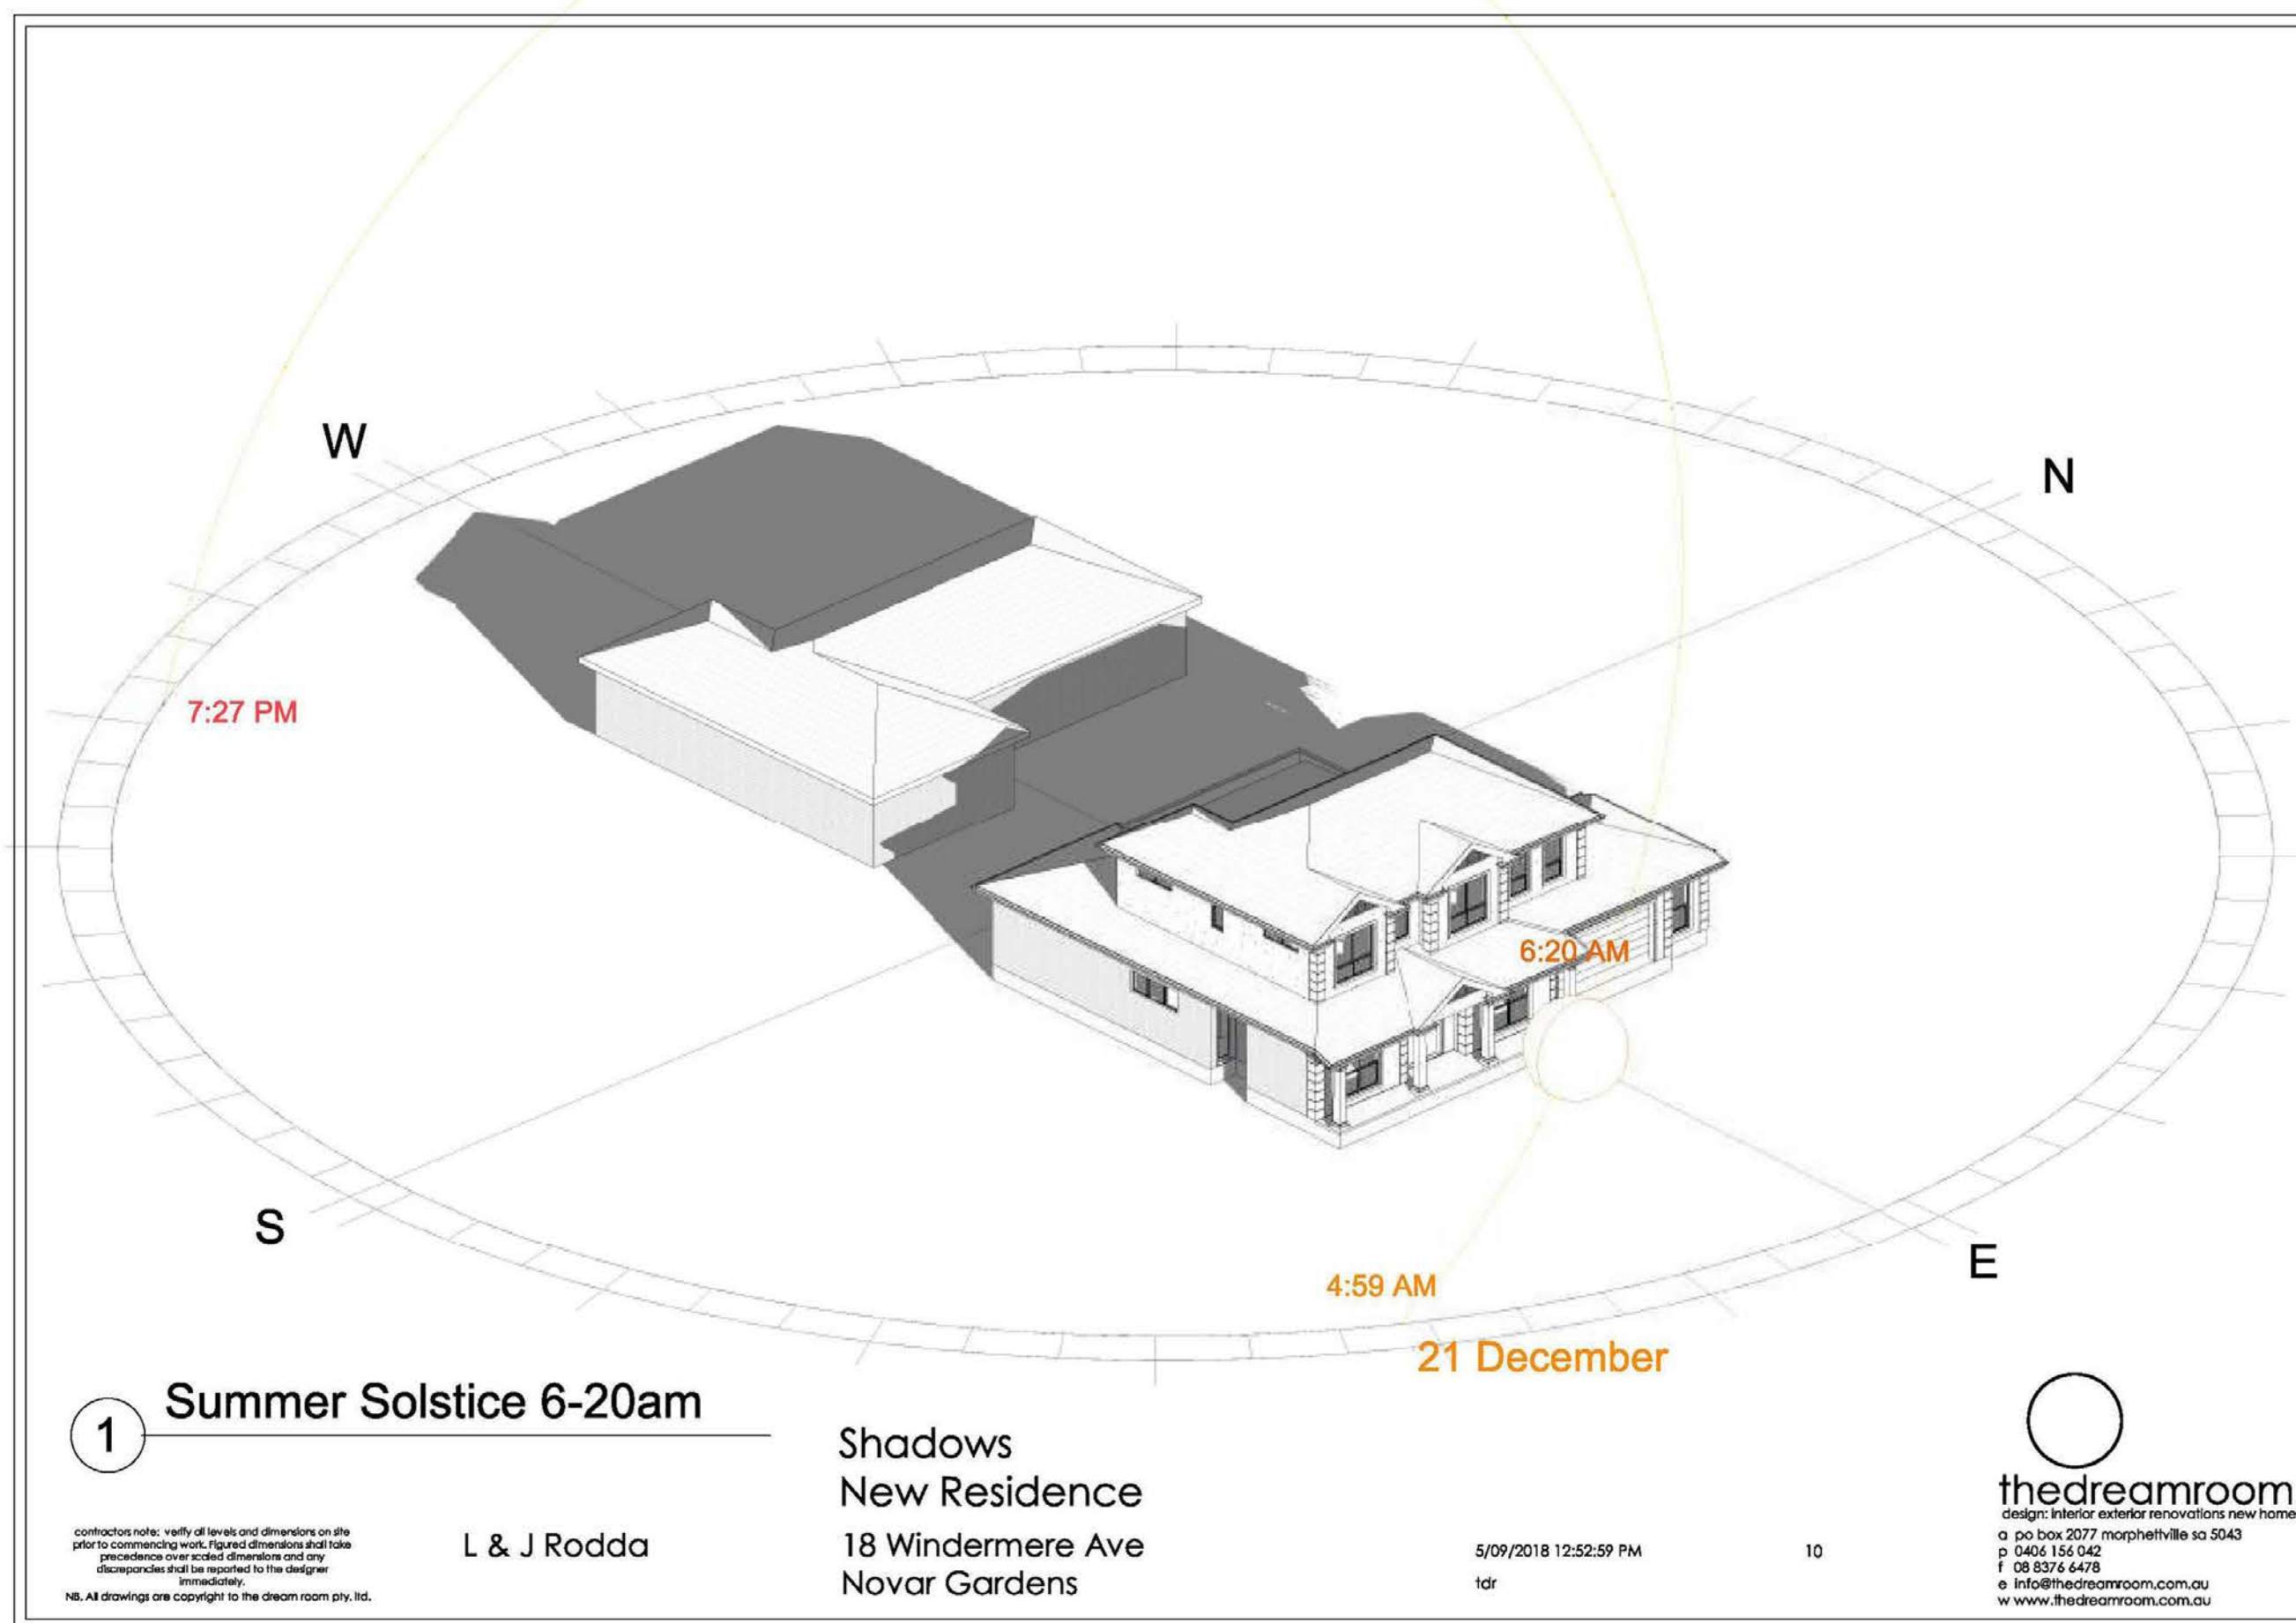 W
N
7:27 PM
6:20 AM
S
E
4:59 AM
21 December
1
Summer Solstice 6-20am
Shadows
New Residence
18 Windermere Ave
Novar Gardens
contractors note: verify all levels and dimensions on site
prior to commencing work. Figured dimensions shall take
precedence over scaled dimensions and any
discrepancies shall be reported to the designer
immediately.
NB. All drawings are copyright to the dream room pty. ltd.
L & J Rodda
5/09/2018 12:52:59 PM
tdr
10
thedreamroom
design: interior exterior renovations new home
a po box 2077 morphettville sa 5043
p 0406 156 042
f 08 8376 6478
e info@thedreamroom.com.au
w www.thedreamroom.com.au